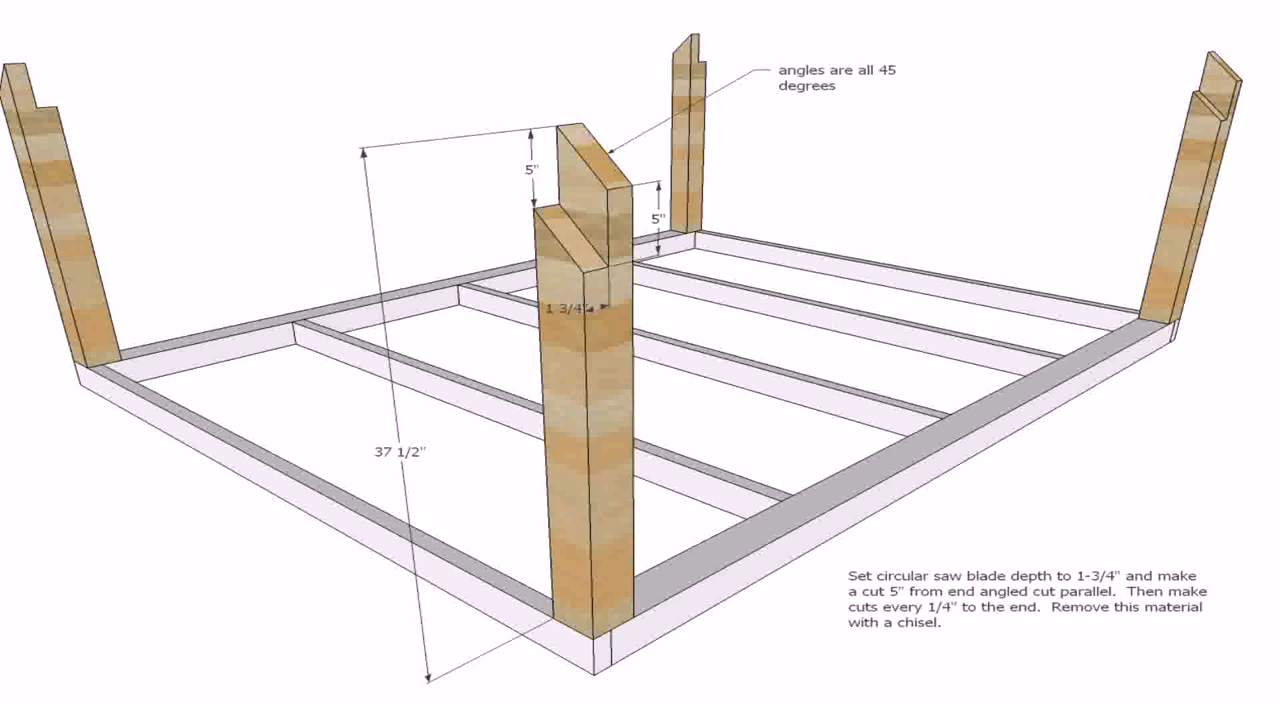 angles are all 45
degrees
5"
5"
1 3/4"
37 1/2"
Set circular saw blade depth to 1-3/4" and make
a cut 5" from end angled cut parallel.  Then make
cuts every 1/4" to the end.  Remove this material
with a chisel.